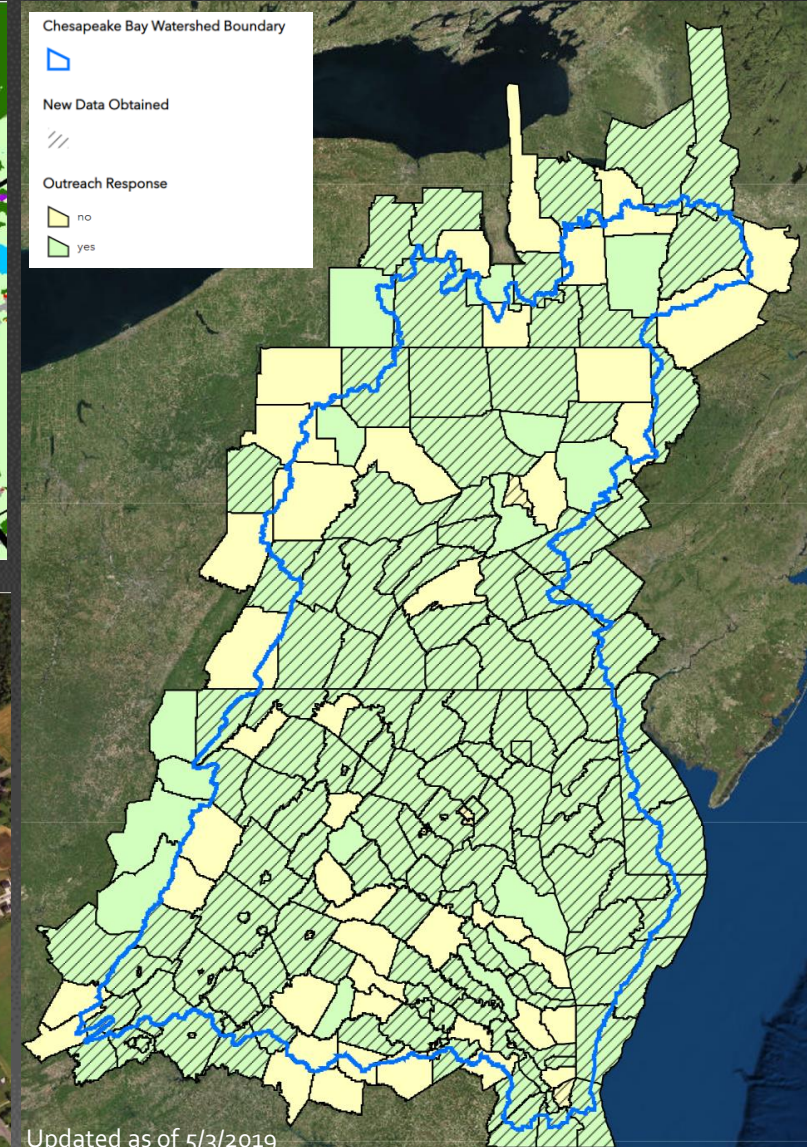 Chesapeake Bay Watershed Boundary
New Data Obtained
Outreach Response
no
yes
Updated as of 5/3/2019